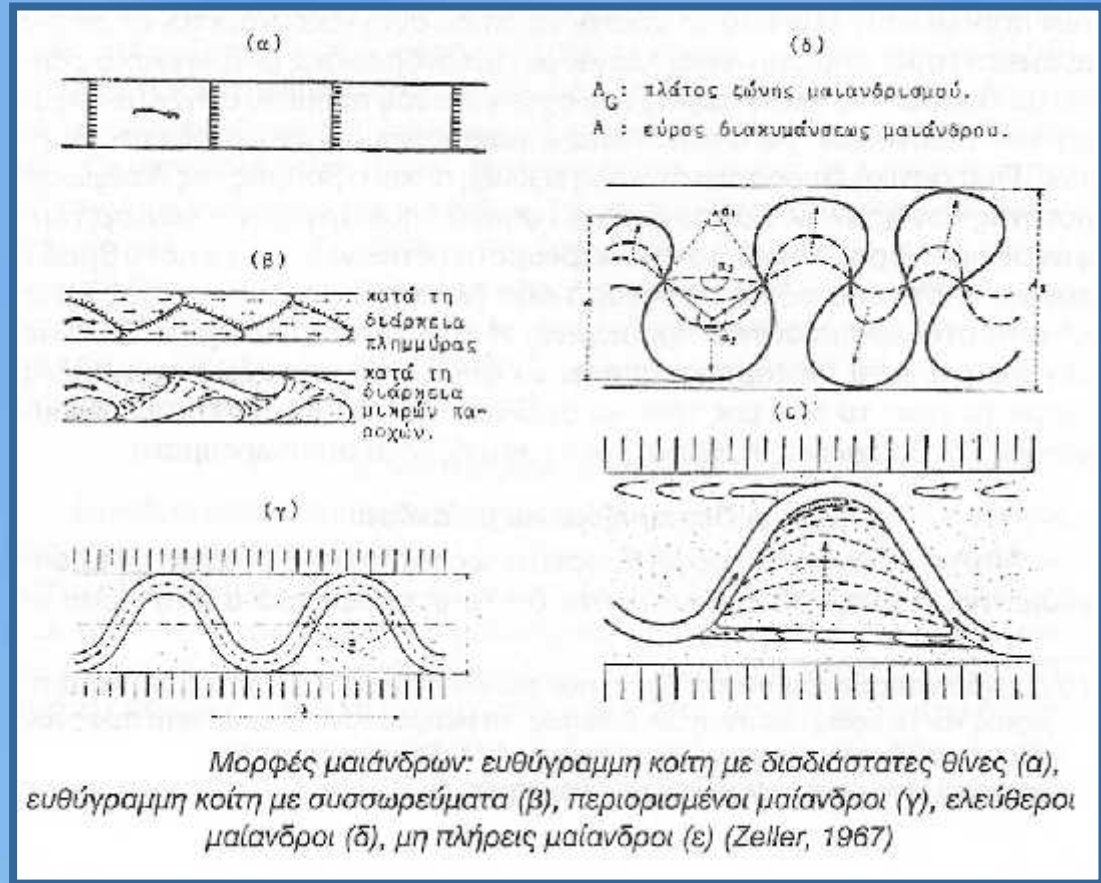 (α)
(δ)
A_G : πλάτος ζώνης μαιανδρισμού.
A : εύρος διακυμάνσεως μαιάνδρου.
(β)
κατά τη
διάρκεια
πλημμύρας
κατά τη
διάρκεια
μικρών πα-
ροχών.
(ε)
(γ)
λ
Μορφές μαιάνδρων: ευθύγραμμη κοίτη με δισδιάστατες θίνες (α),
ευθύγραμμη κοίτη με συσσωρεύματα (β), περιορισμένοι μαίανδροι (γ), ελεύθεροι
μαίανδροι (δ), μη πλήρεις μαίανδροι (ε) (Zeller, 1967)